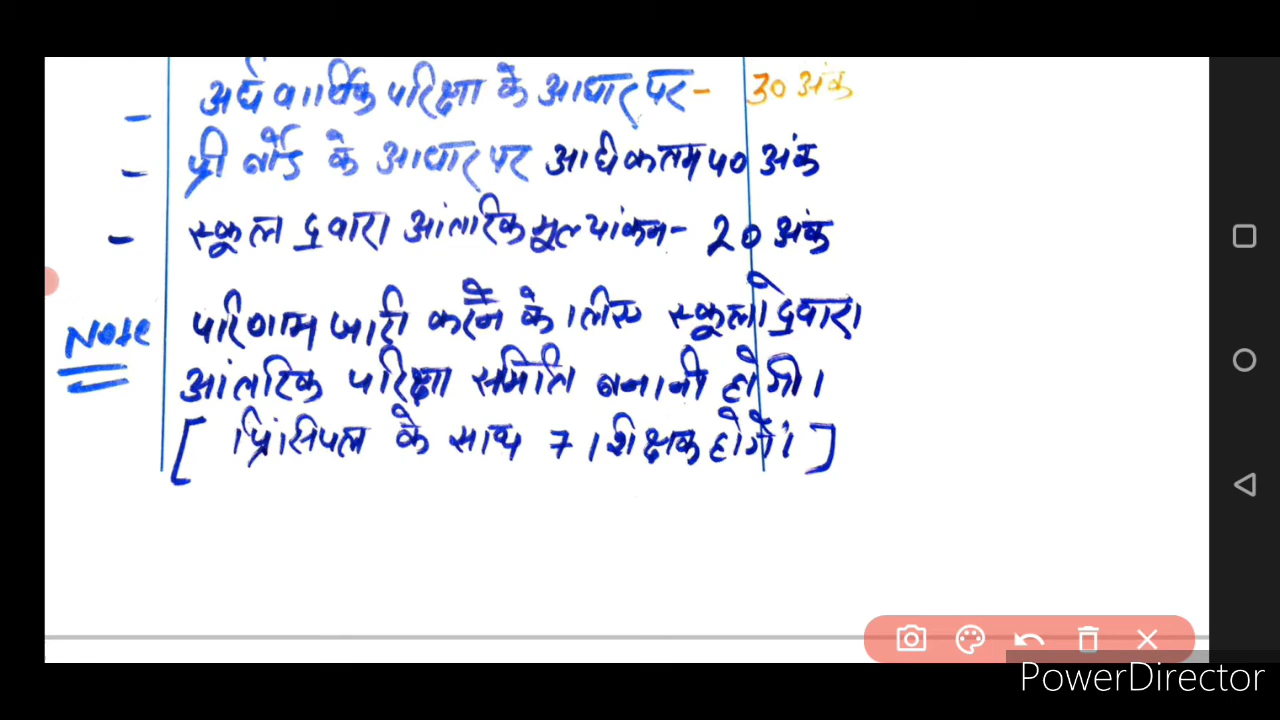 अर्ध वार्षिक परिक्षा के आधार पर - 30 अंक
- प्री बोर्ड के आधार पर अधिकतम 40 अंक
- स्कूल द्वारा आंतरिक मूल्यांकन - 20 अंक
Note परिणाम जारी करने के लिए स्कूलो द्वारा
आंतरिक परिक्षा समिति बनानी होगी।
[ प्रिंसिपल के साथ 7 शिक्षक होगें। ]
PowerDirector